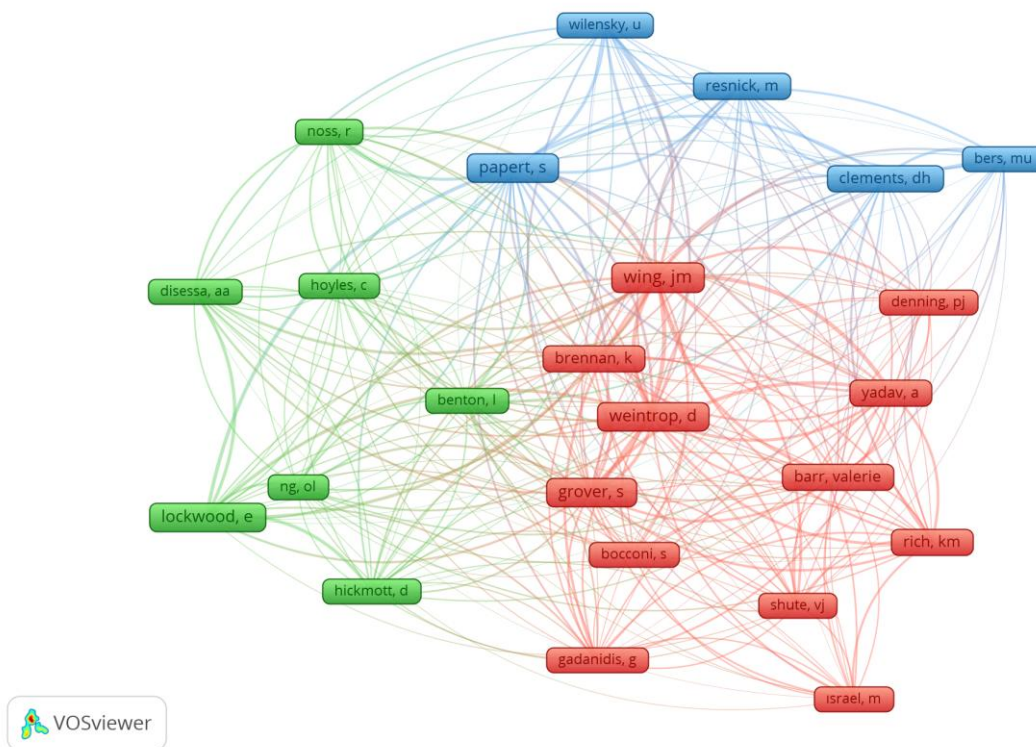 wilensky, u
resnick, m
noss, r
bers, mu
papert, s
clements, dh
wing, jm
hoyles, c
disessa, aa
denning, pj
brennan, k
yadav, a
benton, l
weintrop, d
barr, valerie
ng, ol
grover, s
lockwood, e
rich, km
bocconi, s
hickmott, d
shute, vj
gadanidis, g
ısrael, m
VOSviewer